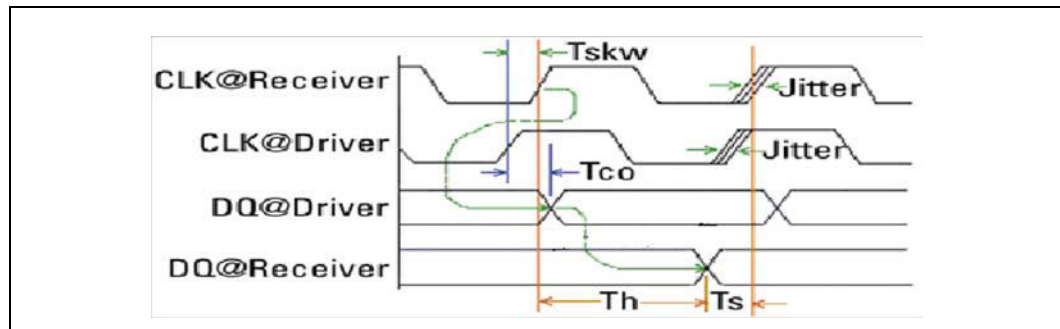 Tskw
CLK@Receiver
Jitter
CLK@Driver
Jitter
Tco
DQ@Driver
DQ@Receiver
Th
Ts